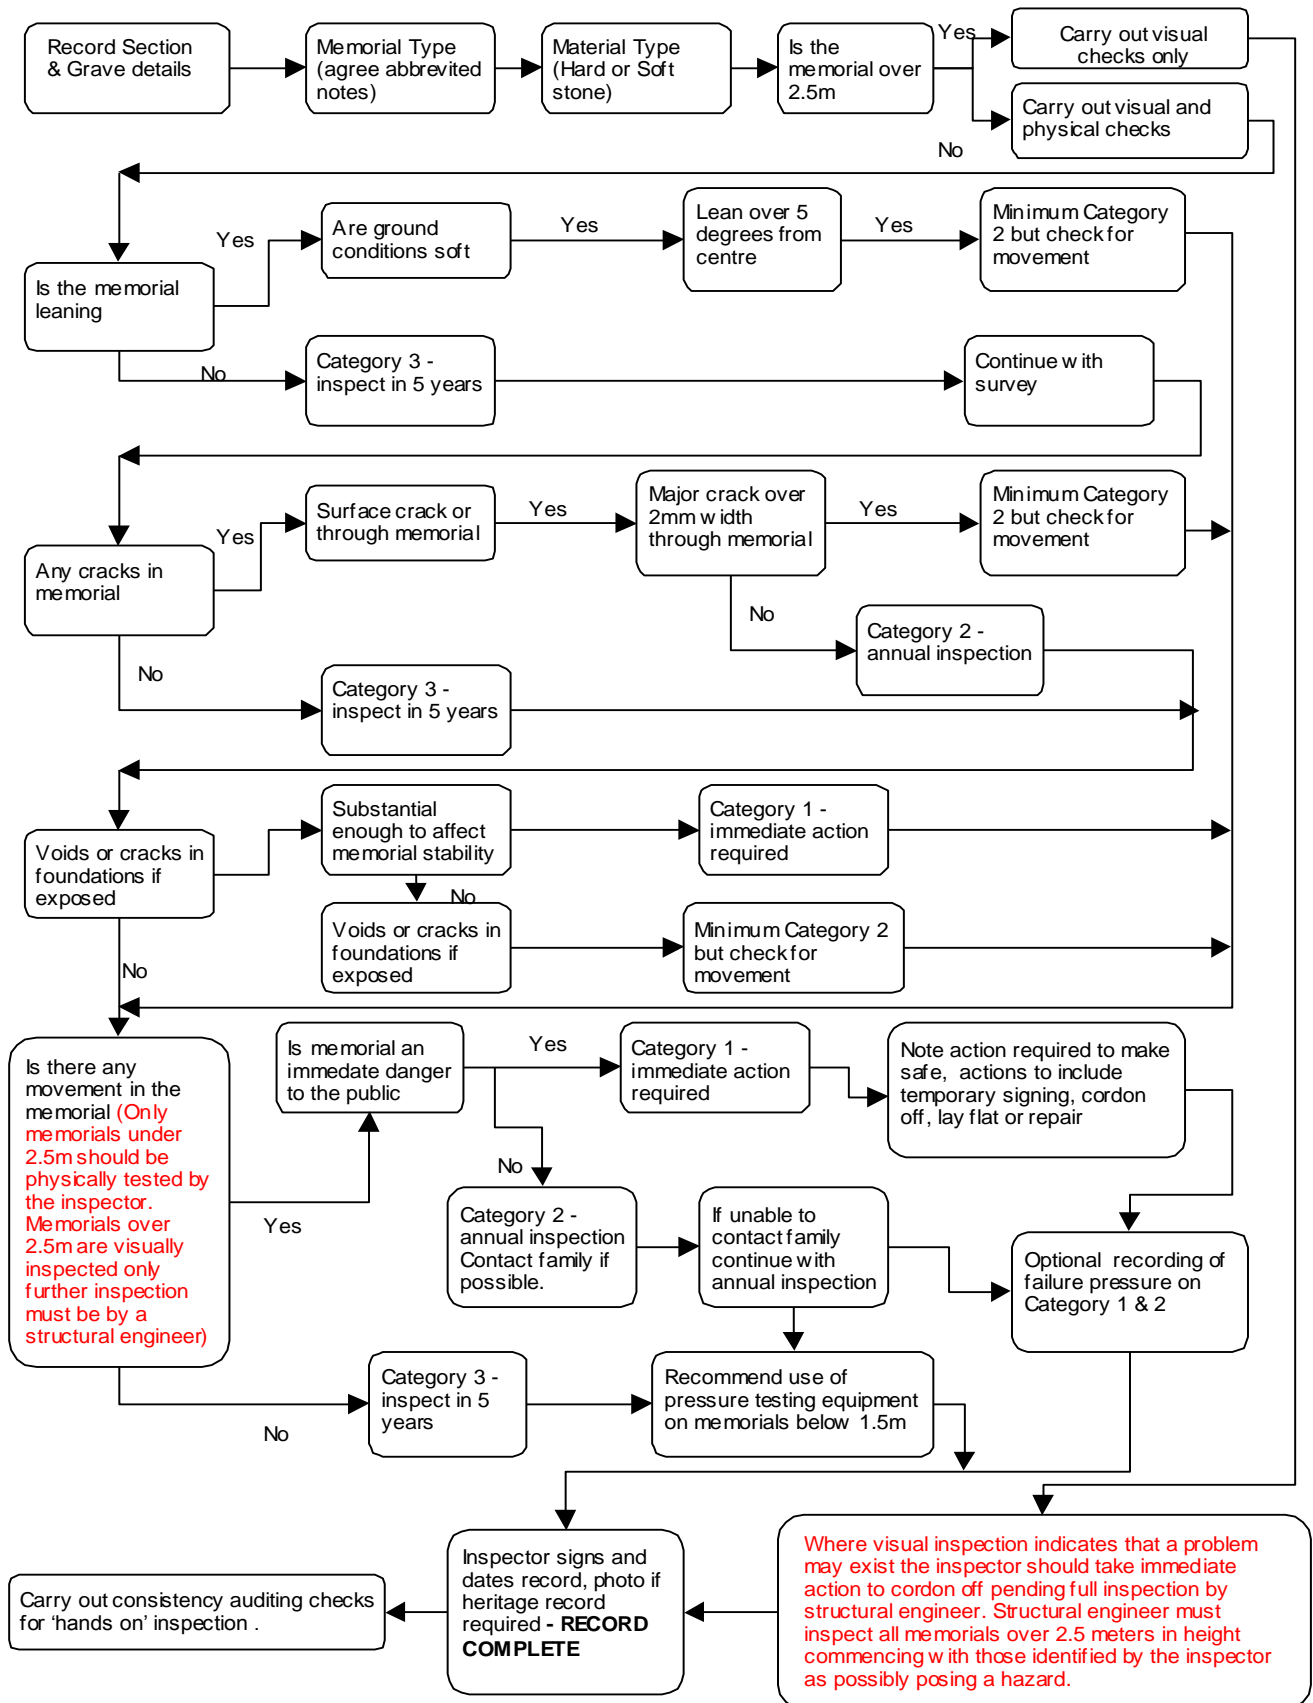 Record Section
& Grave details
Memorial Type
(agree abbrevited
notes)
Material Type
(Hard or Soft
stone)
Is the
memorial over
2.5m
Yes
Carry out visual
checks only
Carry out visual and
physical checks
No
Is the memorial
leaning
Yes
Are ground
conditions soft
Yes
Lean over 5
degrees from
centre
Yes
Minimum Category
2 but check for
movement
No
Category 3 -
inspect in 5 years
Continue with
survey
Any cracks in
memorial
Yes
Surface crack or
through memorial
Yes
Major crack over
2mm width
through memorial
Yes
Minimum Category
2 but check for
movement
No
Category 2 -
annual inspection
No
Category 3 -
inspect in 5 years
Voids or cracks in
foundations if
exposed
Substantial
enough to affect
memorial stability
Category 1 -
immediate action
required
No
Voids or cracks in
foundations if
exposed
Minimum Category 2
but check for
movement
No
Is there any
movement in the
memorial (Only
memorials under
2.5m should be
physically tested by
the inspector.
Memorials over
2.5m are visually
inspected only
further inspection
must be by a
structural engineer)
Yes
Is memorial an
immedate danger
to the public
Yes
Category 1 -
immediate action
required
Note action required to make
safe, actions to include
temporary signing, cordon
off, lay flat or repair
No
Category 2 -
annual inspection
Contact family if
possible.
If unable to
contact family
continue with
annual inspection
Optional recording of
failure pressure on
Category 1 & 2
No
Category 3 -
inspect in 5
years
Recommend use of
pressure testing equipment
on memorials below 1.5m
Where visual inspection indicates that a problem
may exist the inspector should take immediate
action to cordon off pending full inspection by
structural engineer. Structural engineer must
inspect all memorials over 2.5 meters in height
commencing with those identified by the inspector
as possibly posing a hazard.
Inspector signs and
dates record, photo if
heritage record
required - RECORD
COMPLETE
Carry out consistency auditing checks
for ‘hands on’ inspection .